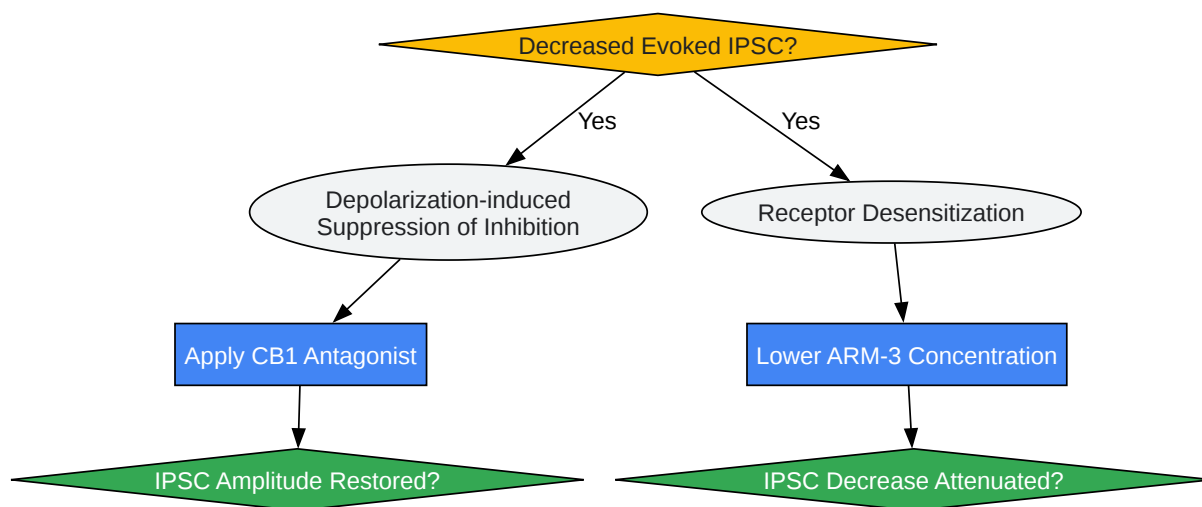 Decreased Evoked IPSC?
Yes
Yes
Depolarization-induced
Suppression of Inhibition
Receptor Desensitization
Apply CB1 Antagonist
Lower ARM-3 Concentration
IPSC Amplitude Restored?
IPSC Decrease Attenuated?